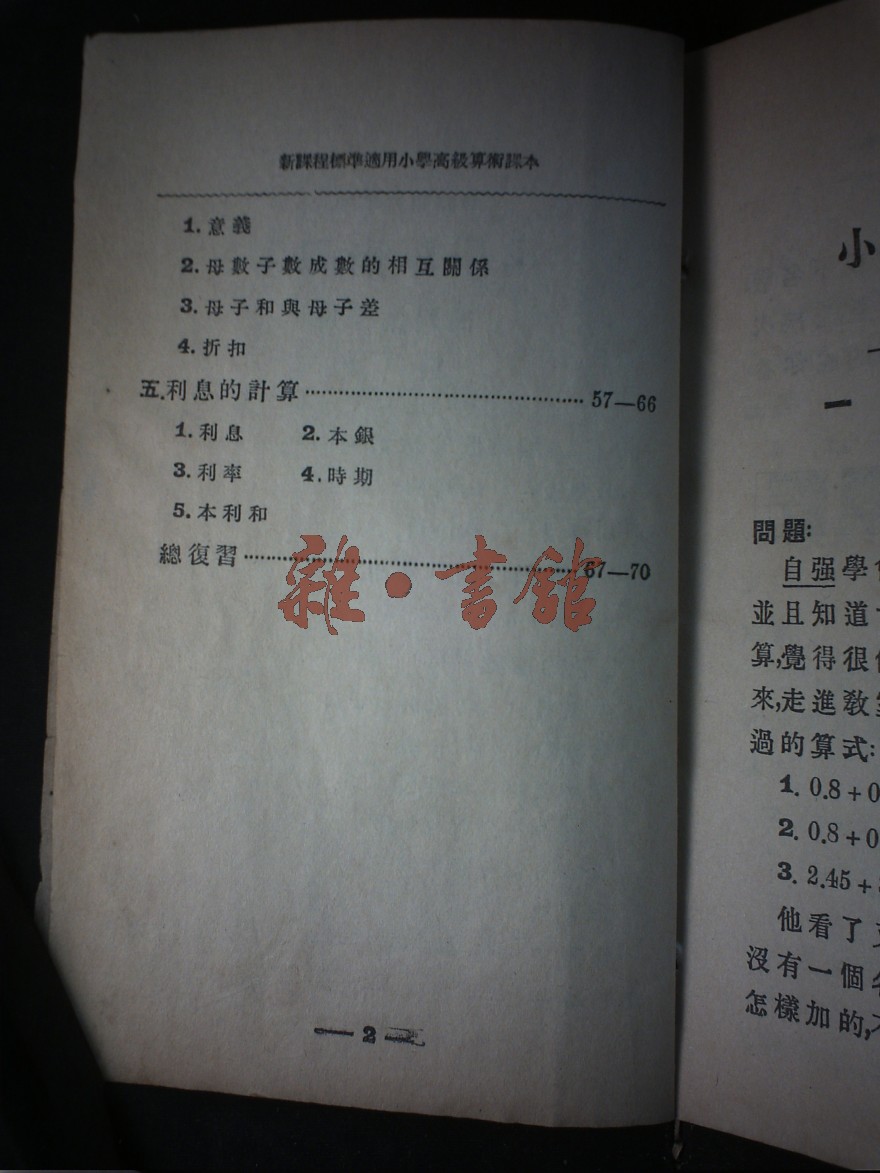 新課程標準適用小學高級算術課本
1. 意義
2. 母數子數成數的相互關係
3. 母子和與母子差
4. 折扣
五.利息的計算 57—66
1. 利息 2. 本銀
3. 利率 4. 時期
5. 本利和
總復習 67—70
雜·書館
— 2 —
小
一
問題:
自强學
並且知道
算,覺得很
來,走進教
過的算式:
1. 0.8+0
2. 0.8+0
3. 2.45+
他看了
沒有一個
怎樣加的,